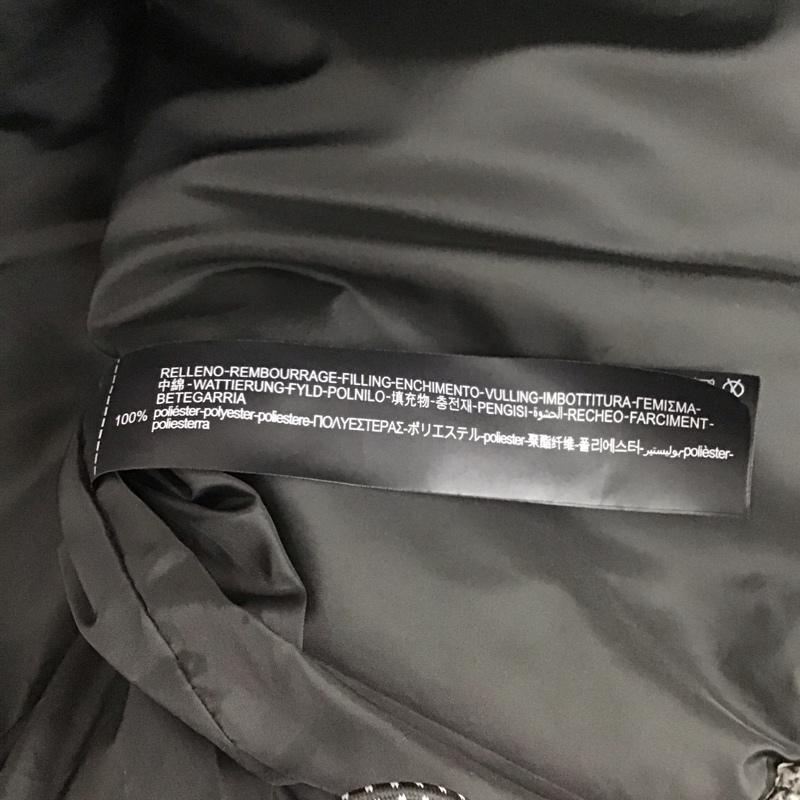 RELLENO-REMBOURRAGE-FILLING-ENCHIMENTO-VULLING-IMBOTTITURA-ΓΕΜΙΣΜΑ-
中綿-WATTIERUNG-FYLD-POLNILO-填充物-충전재-PENGISI-الحشوة-RECHEO-FARCIMENT-
BETEGARRIA
100% poliéster-polyester-poliestere-ΠΟΛΥΕΣΤΕΡΑΣ-ポリエステル-poliester-聚酯纤维-폴리에스터-بوليستير-polièster-
poliesterra